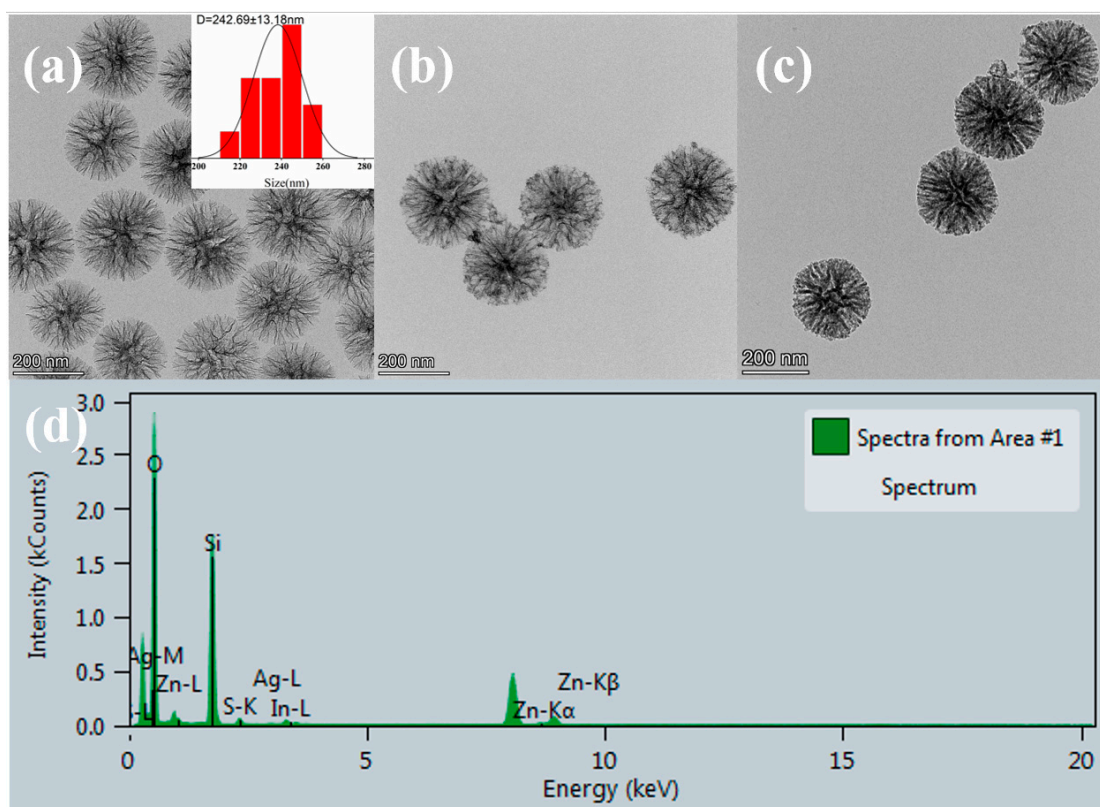 (a)
D=242.69±13.18nm
200 220 240 260 280
Size(nm)
200 nm
(b)
200 nm
(c)
200 nm
(d)
Spectra from Area #1
Spectrum
Intensity (kCounts)
3.0
2.5
2.0
1.5
1.0
0.5
0.0
O
Si
Ag-M
Zn-L
S-K
Ag-L
In-L
Zn-Kβ
Zn-Kα
0 5 10 15 20
Energy (keV)